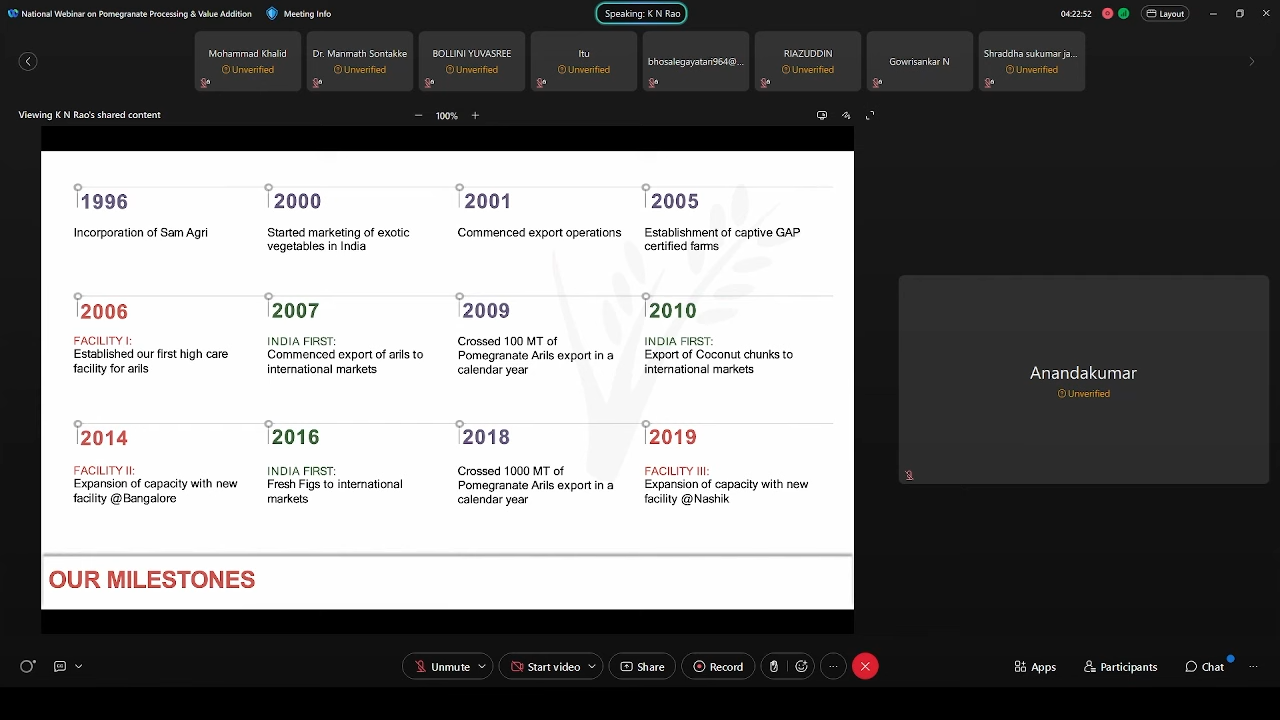 National Webinar on Pomegranate Processing & Value Addition
Meeting Info
Speaking: K N Rao
04:22:52
Layout
Mohammad Khalid
Unverified
Dr. Manmath Sontakke
Unverified
BOLLINI YUVASREE
Unverified
Itu
Unverified
bhosalegayatari964@...
RIAZUDDIN
Unverified
Gowrisankar N
Shraddha sukumar ja...
Unverified
Viewing K N Rao's shared content
100%
1996
Incorporation of Sam Agri
2000
Started marketing of exotic
vegetables in India
2001
Commenced export operations
2005
Establishment of captive GAP
certified farms
2006
FACILITY I:
Established our first high care
facility for arils
2007
INDIA FIRST:
Commenced export of arils to
international markets
2009
Crossed 100 MT of
Pomegranate Arils export in a
calendar year
2010
INDIA FIRST:
Export of Coconut chunks to
international markets
2014
FACILITY II:
Expansion of capacity with new
facility @Bangalore
2016
INDIA FIRST:
Fresh Figs to international
markets
2018
Crossed 1000 MT of
Pomegranate Arils export in a
calendar year
2019
FACILITY III:
Expansion of capacity with new
facility @Nashik
OUR MILESTONES
Anandakumar
Unverified
Unmute
Start video
Share
Record
Apps
Participants
Chat